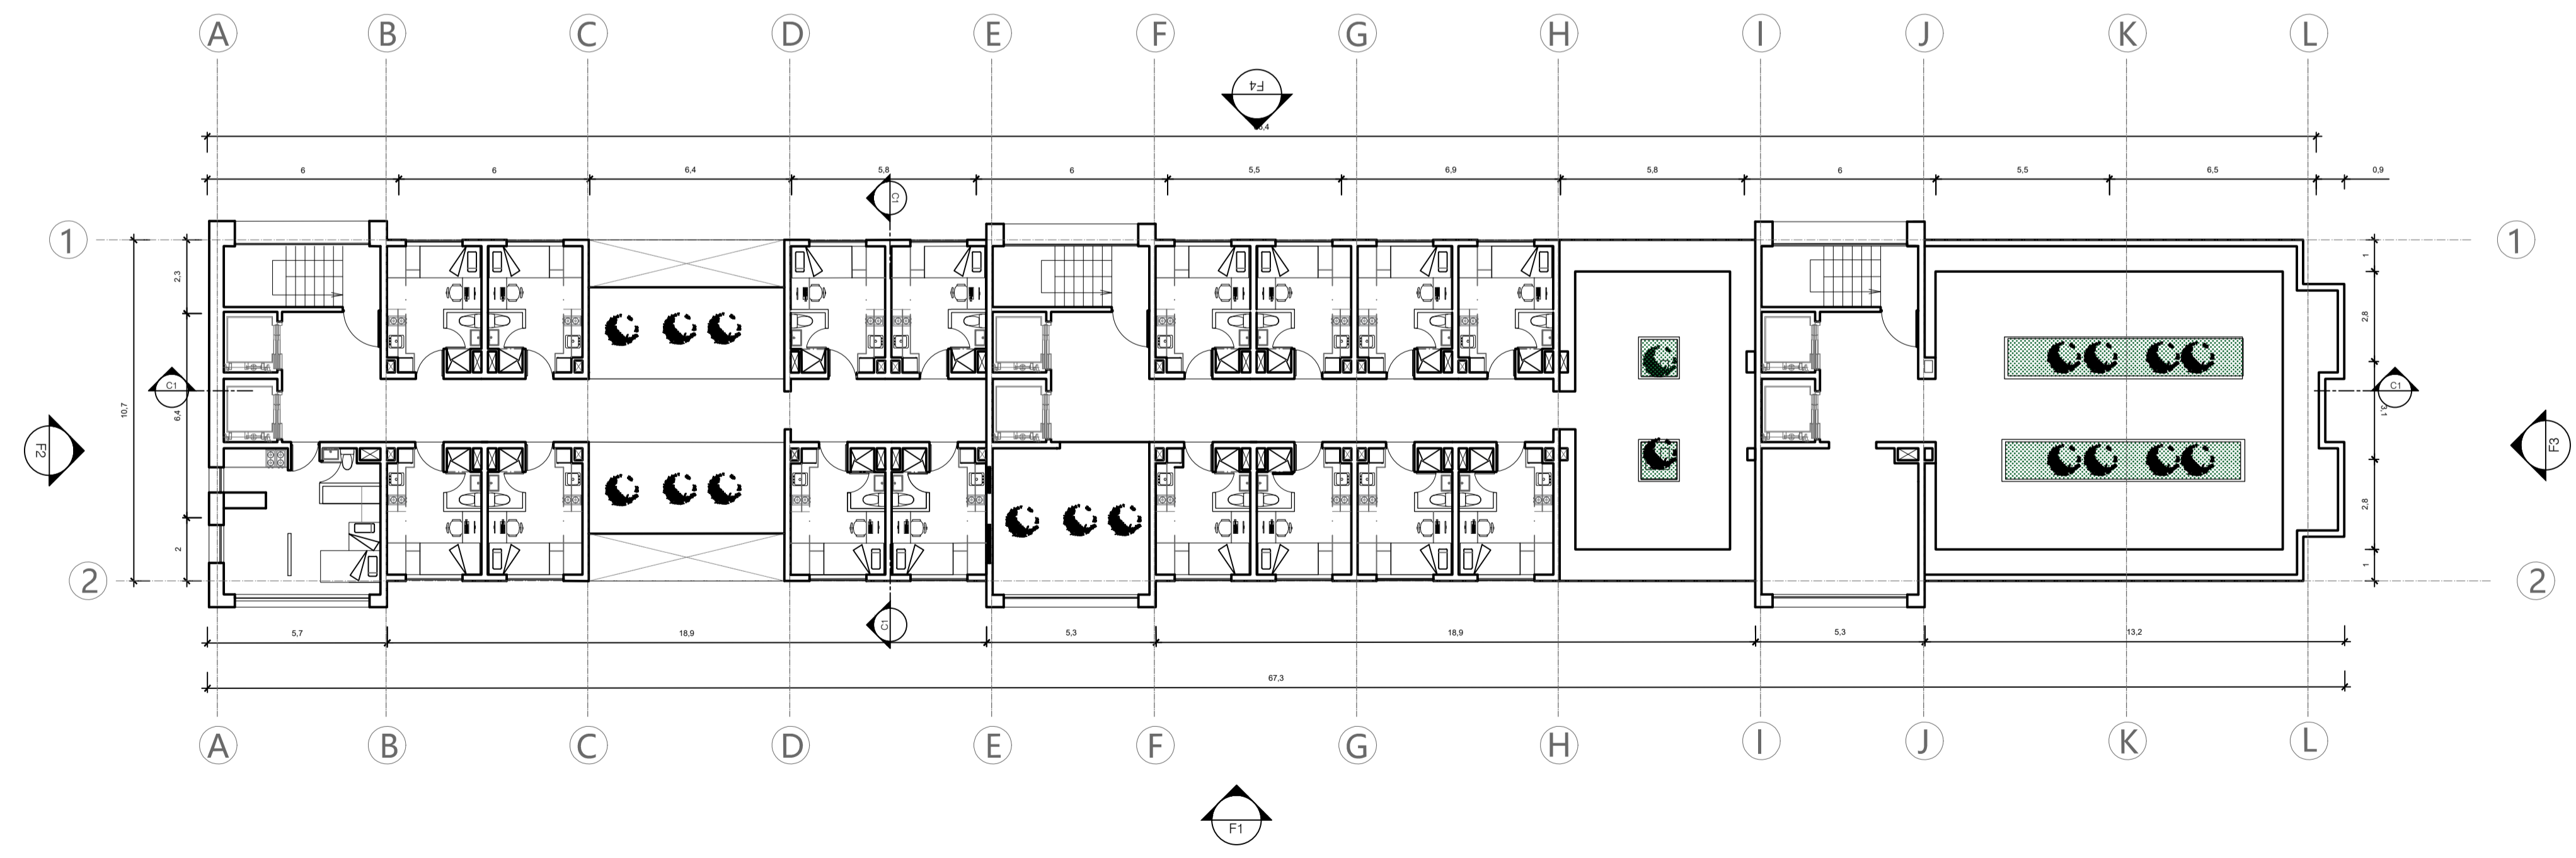 A B C D E F G H I J K L
F4
6 6 6,4 5,8 6 5,5 6,9 5,8 6 5,5 6,5 0,9
C1
1 1
2,3 1
2,8
10,7 6,4 C1 C1 3,1
F2 F3
2 2,8
1
2 2
C1
5,7 18,9 5,3 18,9 5,3 13,2
67,3
A B C D E F G H I J K L
F1